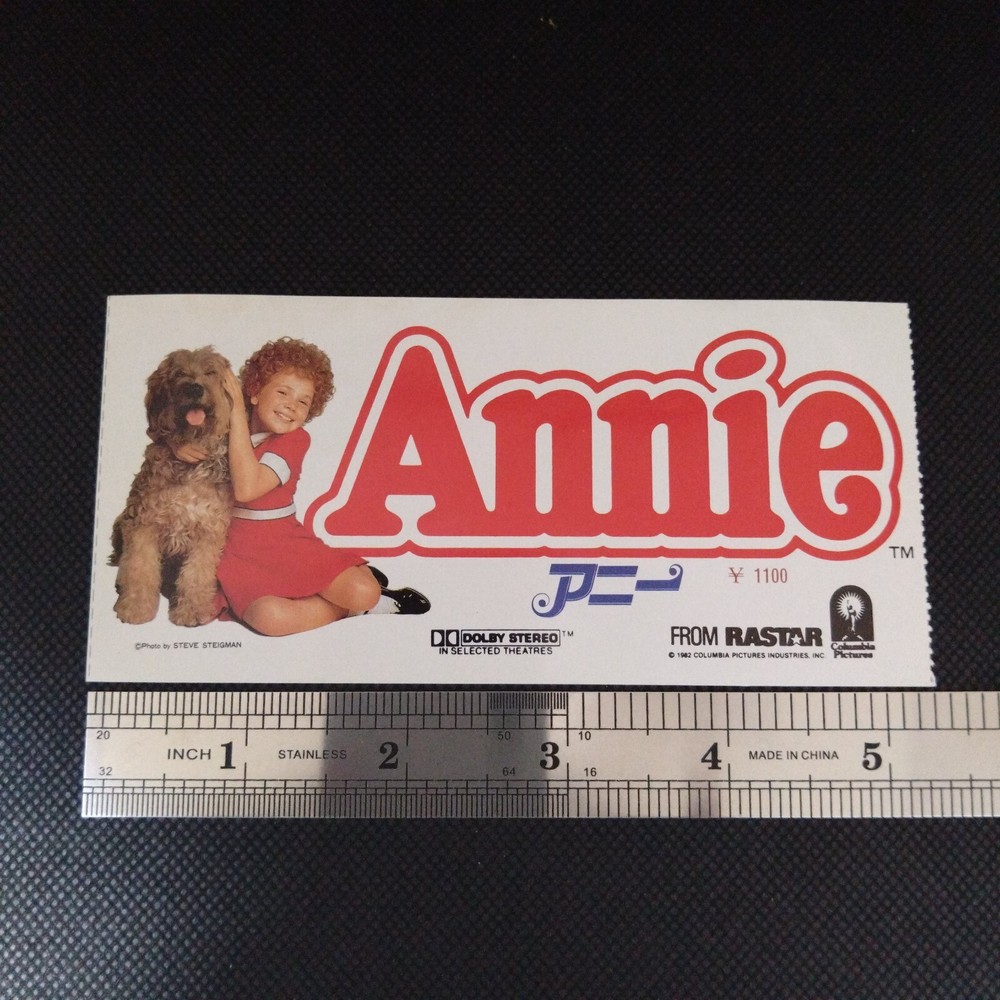 Annie
TM
アニー
¥ 1100
©Photo by STEVE STEIGMAN
DOLBY STEREO TM
IN SELECTED THEATRES
FROM RASTAR
© 1982 COLUMBIA PICTURES INDUSTRIES, INC.
Columbia
Pictures
20 50 10
INCH 1 STAINLESS 2 3 4 MADE IN CHINA 5
32 64 16